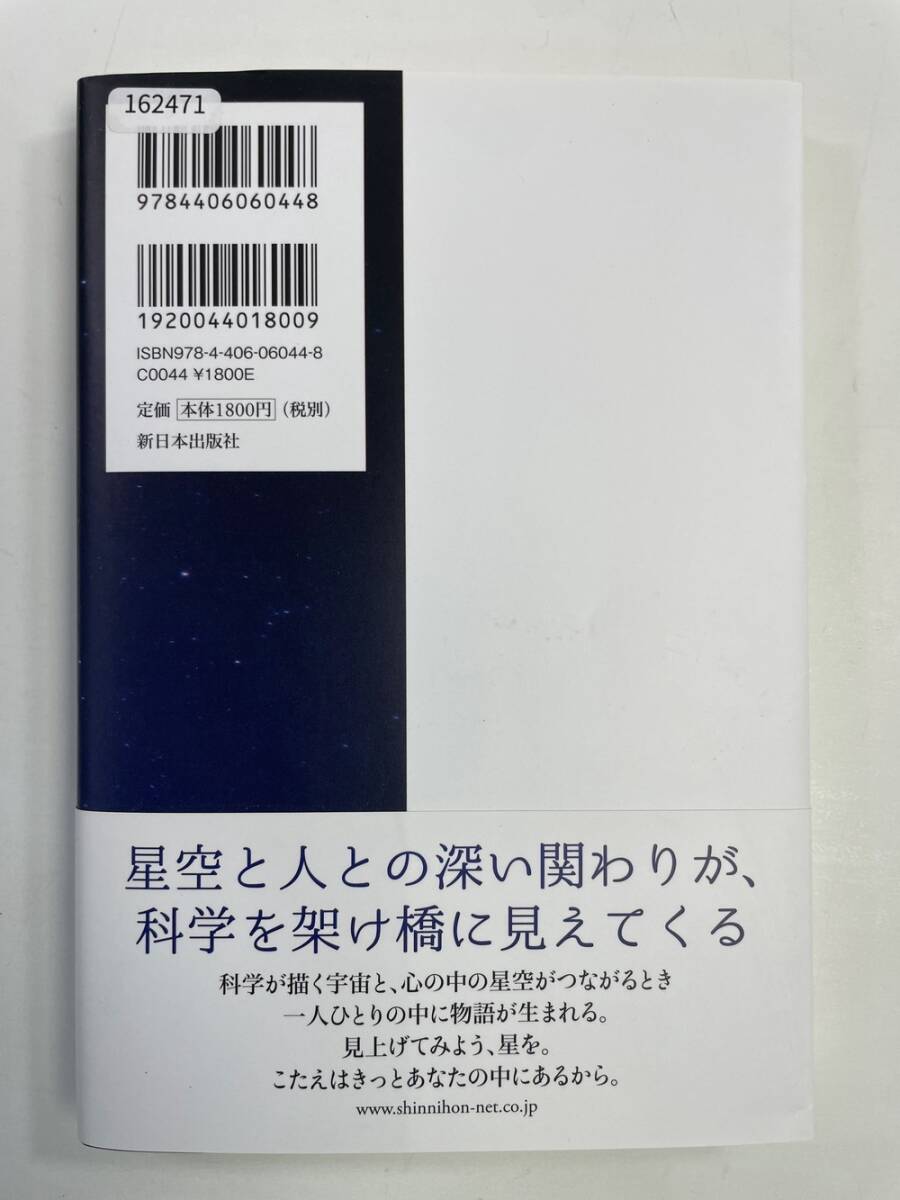 162471
9784406060448
1920044018009
ISBN978-4-406-06044-8
C0044 ¥1800E
定価 本体1800円（税別）
新日本出版社
星空と人との深い関わりが、
科学を架け橋に見えてくる
科学が描く宇宙と、心の中の星空がつながるとき
一人ひとりの中に物語が生まれる。
見上げてみよう、星を。
こたえはきっとあなたの中にあるから。
www.shinnihon-net.co.jp